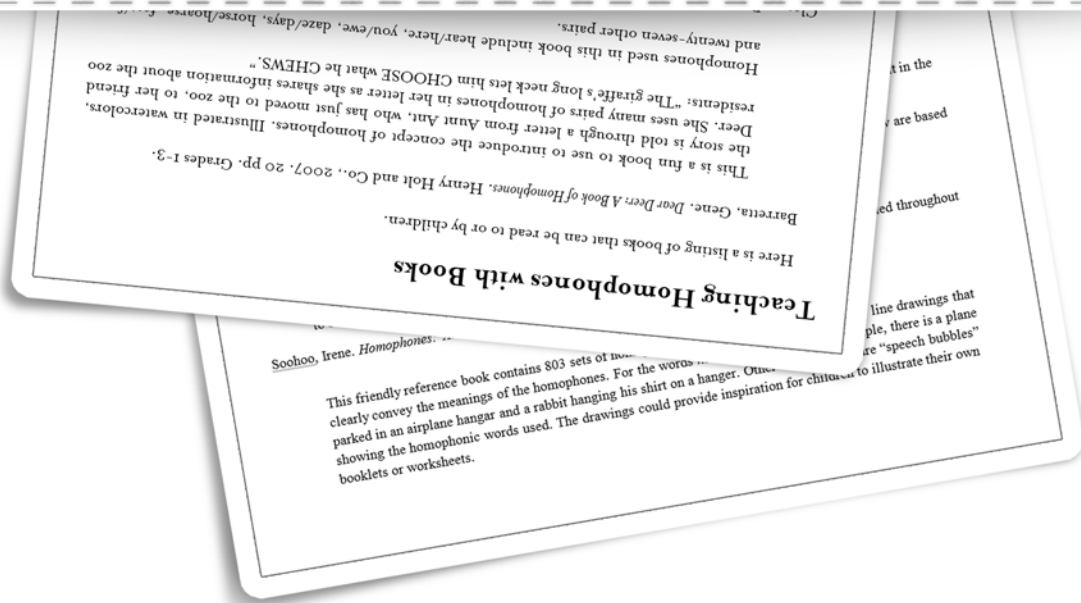 Teaching Homophones with Books
Here is a listing of books that can be read to or by children.
Barretta, Gene. Dear Deer: A Book of Homophones. Henry Holt and Co., 2007. 20 pp. Grades 1-3.
This is a fun book to use to introduce the concept of homophones. Illustrated in watercolors,
the story is told through a letter from Aunt Ant, who has just moved to the zoo, to her friend
Deer. She uses many pairs of homophones in her letter as she shares information about the zoo
residents: “The giraffe’s long neck lets him CHOOSE what he CHEWS.”
Homophones used in this book include hear/here, you/ewe, daze/days, horse/hoarse,
and twenty-seven other pairs.
in the
are based
throughout
line drawings that
there is a plane
“speech bubbles”
Soohoo, Irene. Homophones:
This friendly reference book contains 803 sets of
clearly convey the meanings of the homophones. For the words
parked in an airplane hangar and a rabbit hanging his shirt on a hanger.
showing the homophonic words used. The drawings could provide inspiration for children to illustrate their own
booklets or worksheets.